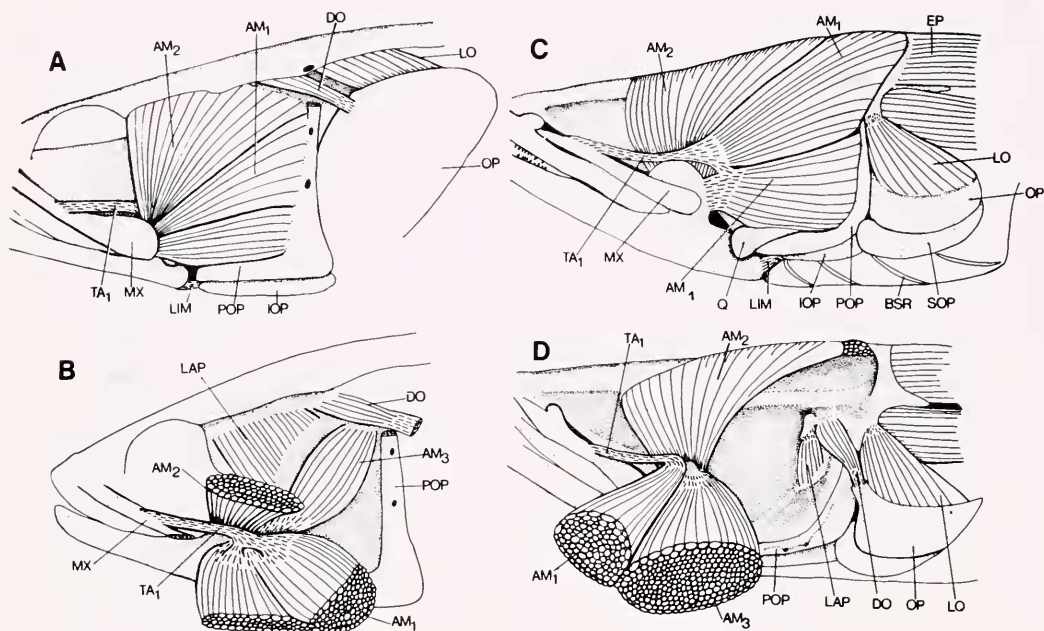 A
AM₂
AM₁
DO
LO
OP
TA₁
MX
LIM
POP
IOP
B
LAP
DO
AM₂
AM₃
POP
MX
TA₁
AM₁
C
AM₂
AM₁
EP
LO
OP
TA₁
MX
AM₁
Q
LIM
IOP
POP
BSR
SOP
D
TA₁
AM₂
AM₁
AM₃
POP
LAP
DO
OP
LO